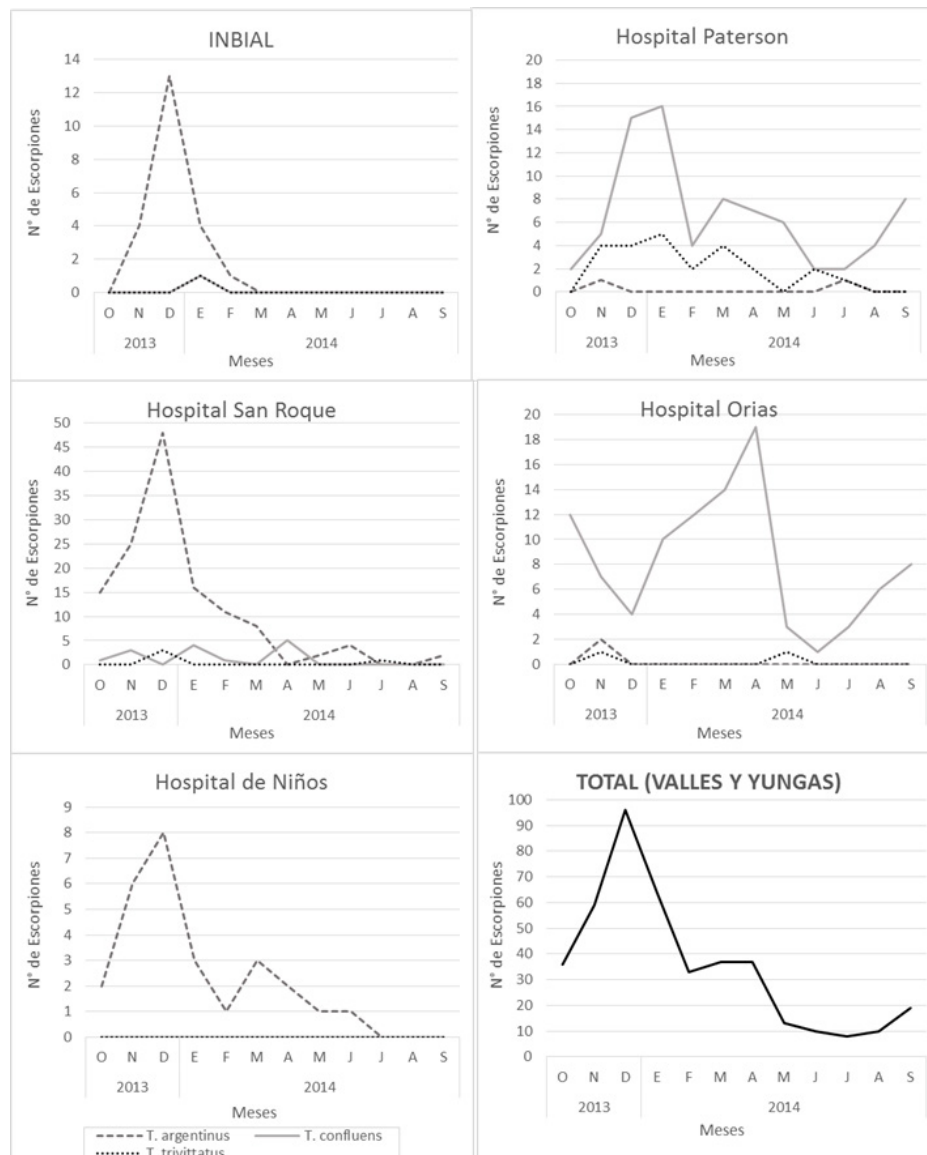 INBIAL
14
12
10
8
6
4
2
0
N° de Escorpiones
O N D E F M A M J J A S
2013 2014
Meses
Hospital Paterson
20
18
16
14
12
10
8
6
4
2
0
N° de Escorpiones
O N D E F M A M J J A S
2013 2014
Meses
Hospital San Roque
50
45
40
35
30
25
20
15
10
5
0
N° de Escorpiones
O N D E F M A M J J A S
2013 2014
Meses
Hospital Orias
20
18
16
14
12
10
8
6
4
2
0
N° de Escorpiones
O N D E F M A M J J A S
2013 2014
Meses
Hospital de Niños
9
8
7
6
5
4
3
2
1
0
N° de Escorpiones
O N D E F M A M J J A S
2013 2014
Meses
T. argentinus T. confluens
T. trivittatus
TOTAL (VALLES Y YUNGAS)
100
90
80
70
60
50
40
30
20
10
0
N° de Escorpiones
O N D E F M A M J J A S
2013 2014
Meses